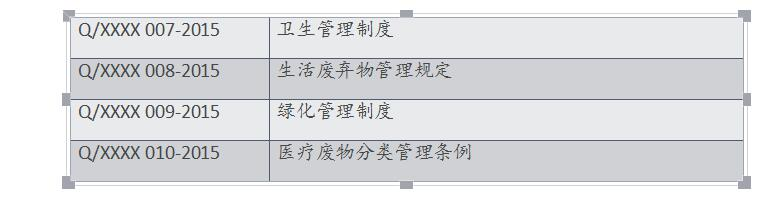 Q/XXXX 007-2015 卫生管理制度
Q/XXXX 008-2015 生活废弃物管理规定
Q/XXXX 009-2015 绿化管理制度
Q/XXXX 010-2015 医疗废物分类管理条例